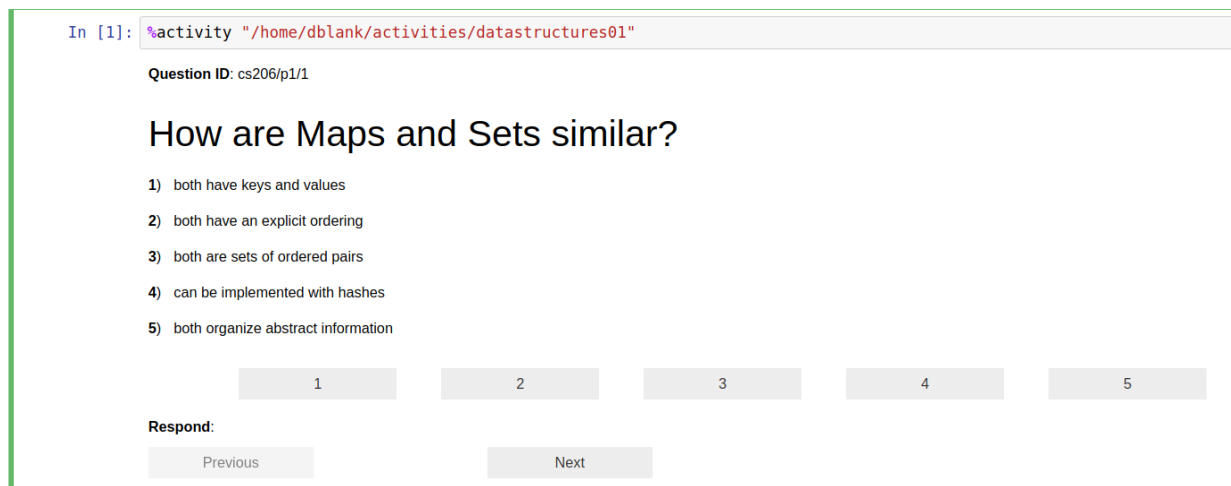 In [1]: %activity "/home/dblank/activities/datastructures01"
Question ID: cs206/p1/1
How are Maps and Sets similar?
1) both have keys and values
2) both have an explicit ordering
3) both are sets of ordered pairs
4) can be implemented with hashes
5) both organize abstract information
1 2 3 4 5
Respond:
Previous Next